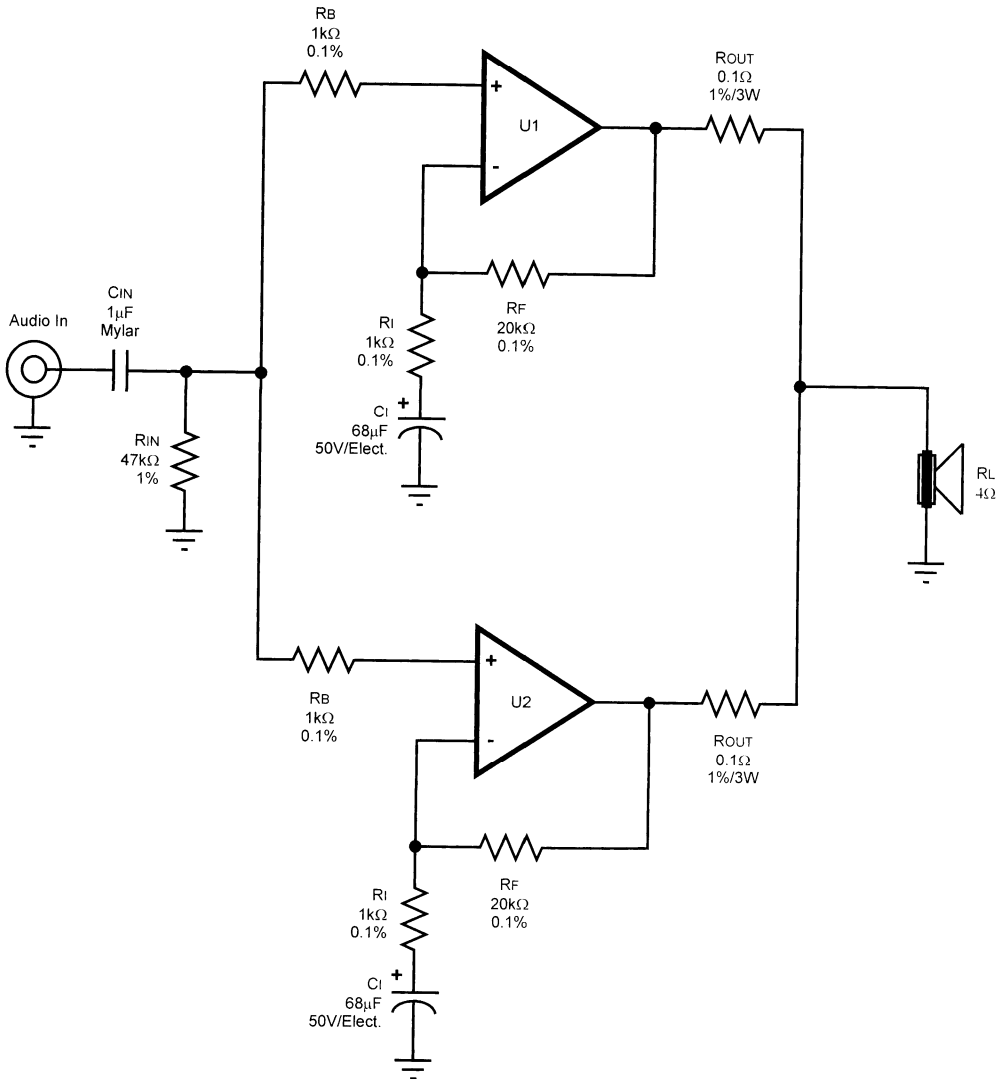 RB
1kΩ
0.1%
+
U1
-
ROUT
0.1Ω
1%/3W
RF
20kΩ
0.1%
RI
1kΩ
0.1%
+
CI
68μF
50V/Elect.
Audio In
CIN
1μF
Mylar
RIN
47kΩ
1%
RL
4Ω
RB
1kΩ
0.1%
+
U2
-
ROUT
0.1Ω
1%/3W
RF
20kΩ
0.1%
RI
1kΩ
0.1%
+
CI
68μF
50V/Elect.